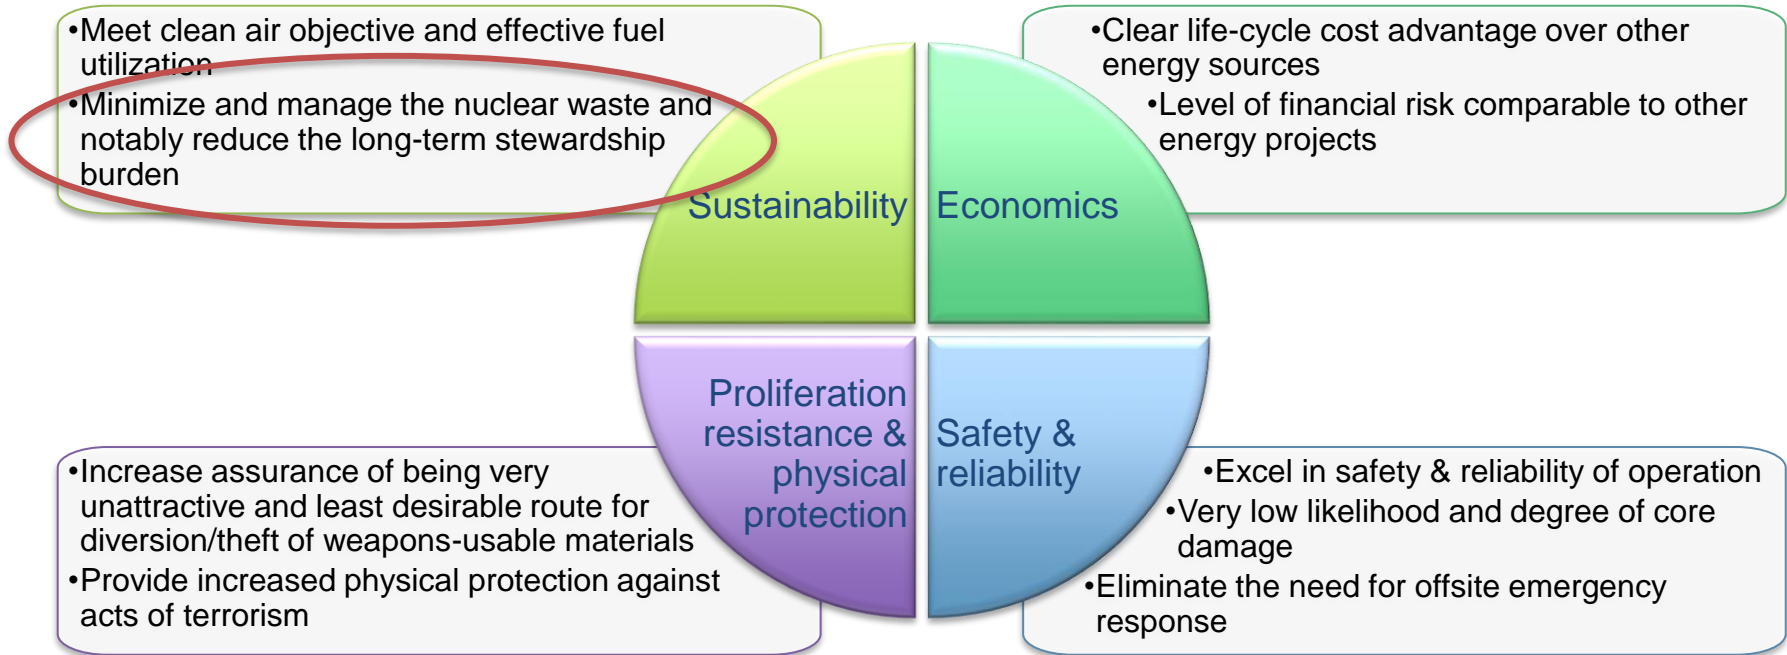 •Meet clean air objective and effective fuel
utilization
•Minimize and manage the nuclear waste and
notably reduce the long-term stewardship
burden
•Clear life-cycle cost advantage over other
energy sources
•Level of financial risk comparable to other
energy projects
Sustainability
Economics
Proliferation
resistance &
physical
protection
Safety &
reliability
•Increase assurance of being very
unattractive and least desirable route for
diversion/theft of weapons-usable materials
•Provide increased physical protection against
acts of terrorism
•Excel in safety & reliability of operation
•Very low likelihood and degree of core
damage
•Eliminate the need for offsite emergency
response